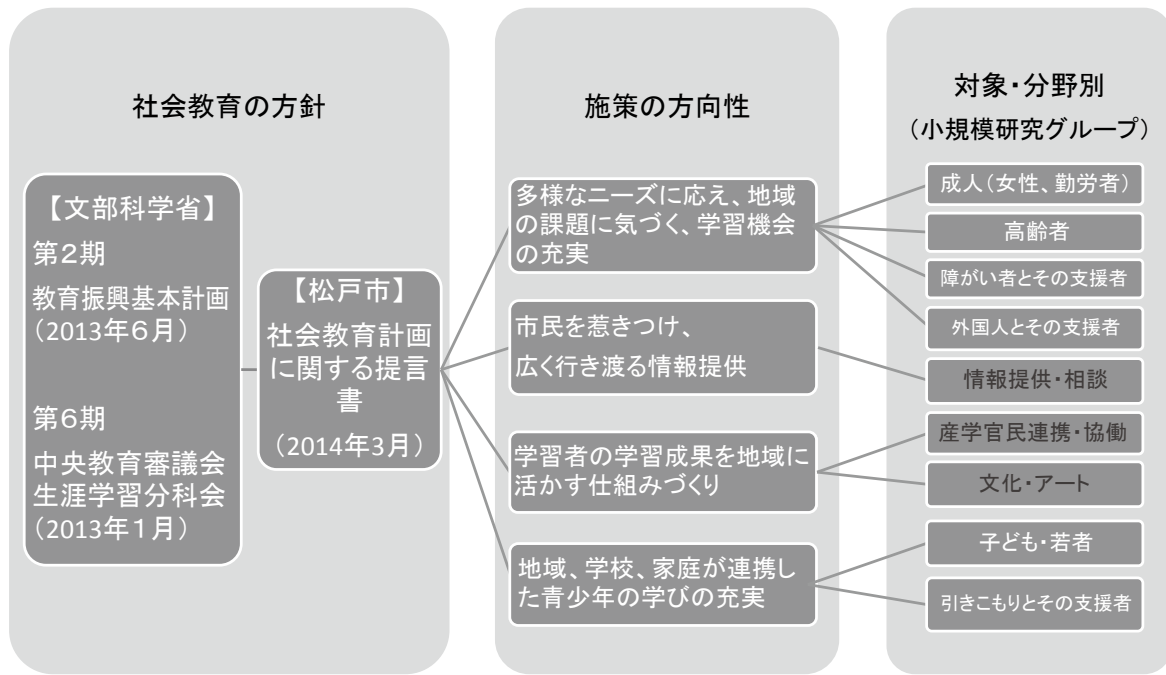 社会教育の方針
【文部科学省】
第２期
教育振興基本計画
（2013年６月）
第６期
中央教育審議会
生涯学習分科会
（2013年１月）
【松戸市】
社会教育計画
に関する提言
書
（2014年３月）
施策の方向性
多様なニーズに応え、地域
の課題に気づく、学習機会
の充実
市民を惹きつけ、
広く行き渡る情報提供
学習者の学習成果を地域に
活かす仕組みづくり
地域、学校、家庭が連携し
た青少年の学びの充実
対象・分野別
（小規模研究グループ）
成人（女性、勤労者）
高齢者
障がい者とその支援者
外国人とその支援者
情報提供・相談
産学官民連携・協働
文化・アート
子ども・若者
引きこもりとその支援者